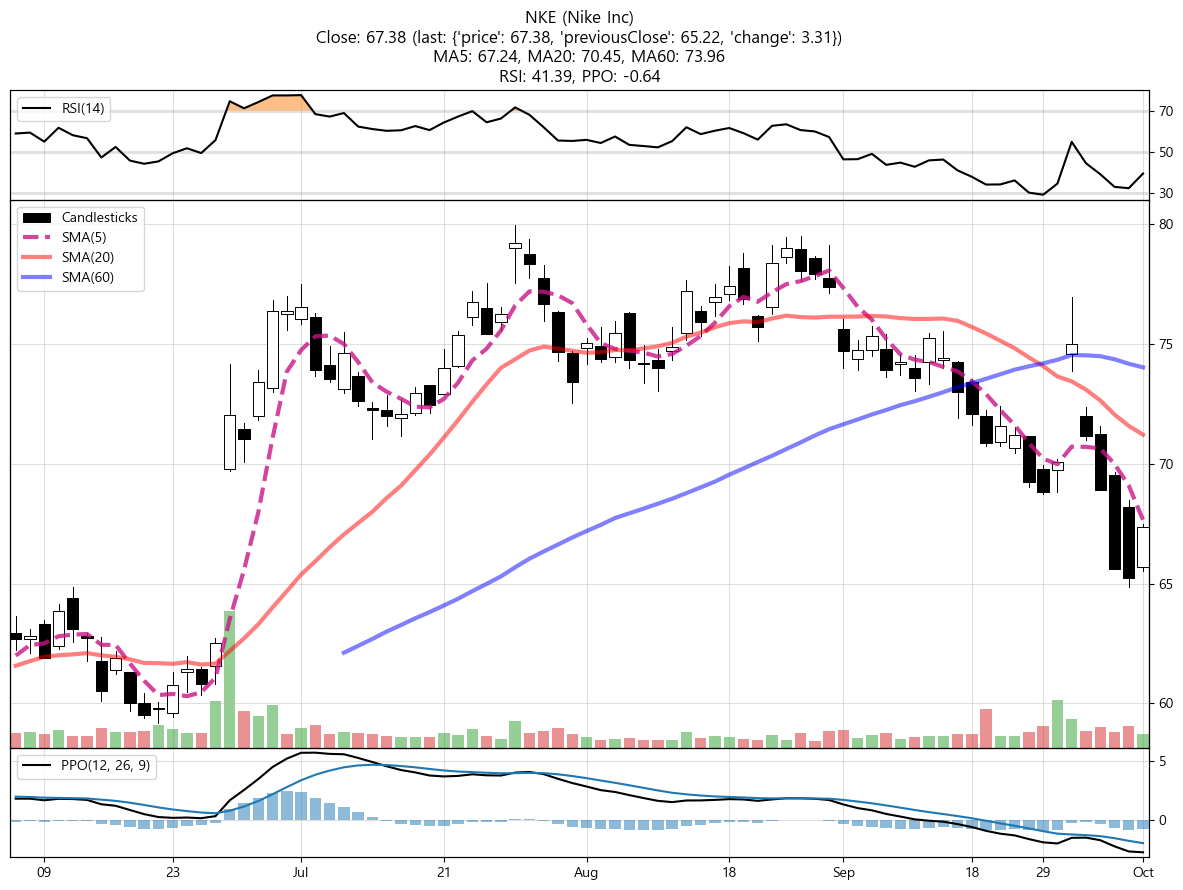 NKE (Nike Inc)
Close: 67.38 (last: {'price': 67.38, 'previousClose': 65.22, 'change': 3.31})
MA5: 67.24, MA20: 70.45, MA60: 73.96
RSI: 41.39, PPO: -0.64
RSI(14)
70
50
30
Candlesticks
SMA(5)
SMA(20)
SMA(60)
80
75
70
65
60
PPO(12, 26, 9)
5
0
09 23 Jul 21 Aug 18 Sep 18 29 Oct